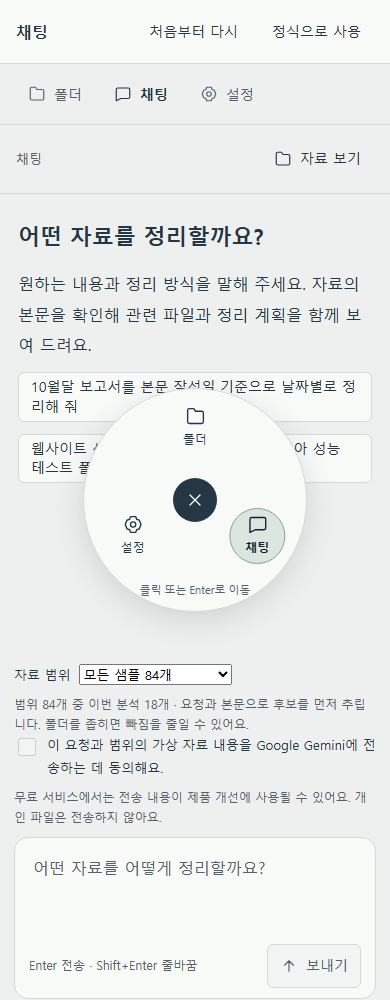 채팅
처음부터 다시
정식으로 사용
폴더
채팅
설정
채팅
자료 보기
어떤 자료를 정리할까요?
원하는 내용과 정리 방식을 말해 주세요. 자료의
본문을 확인해 관련 파일과 정리 계획을 함께 보
여 드려요.
10월달 보고서를 본문 작성일 기준으로 날짜별로 정
리해 줘
웹사이트
아 성능
테스트
폴더
설정
채팅
클릭 또는 Enter로 이동
자료 범위
모든 샘플 84개
범위 84개 중 이번 분석 18개 · 요청과 본문으로 후보를 먼저 추립
니다. 폴더를 좁히면 빠짐을 줄일 수 있어요.
이 요청과 범위의 가상 자료 내용을 Google Gemini에 전
송하는 데 동의해요.
무료 서비스에서는 전송 내용이 제품 개선에 사용될 수 있어요. 개
인 파일은 전송하지 않아요.
어떤 자료를 어떻게 정리할까요?
Enter 전송 · Shift+Enter 줄바꿈
보내기